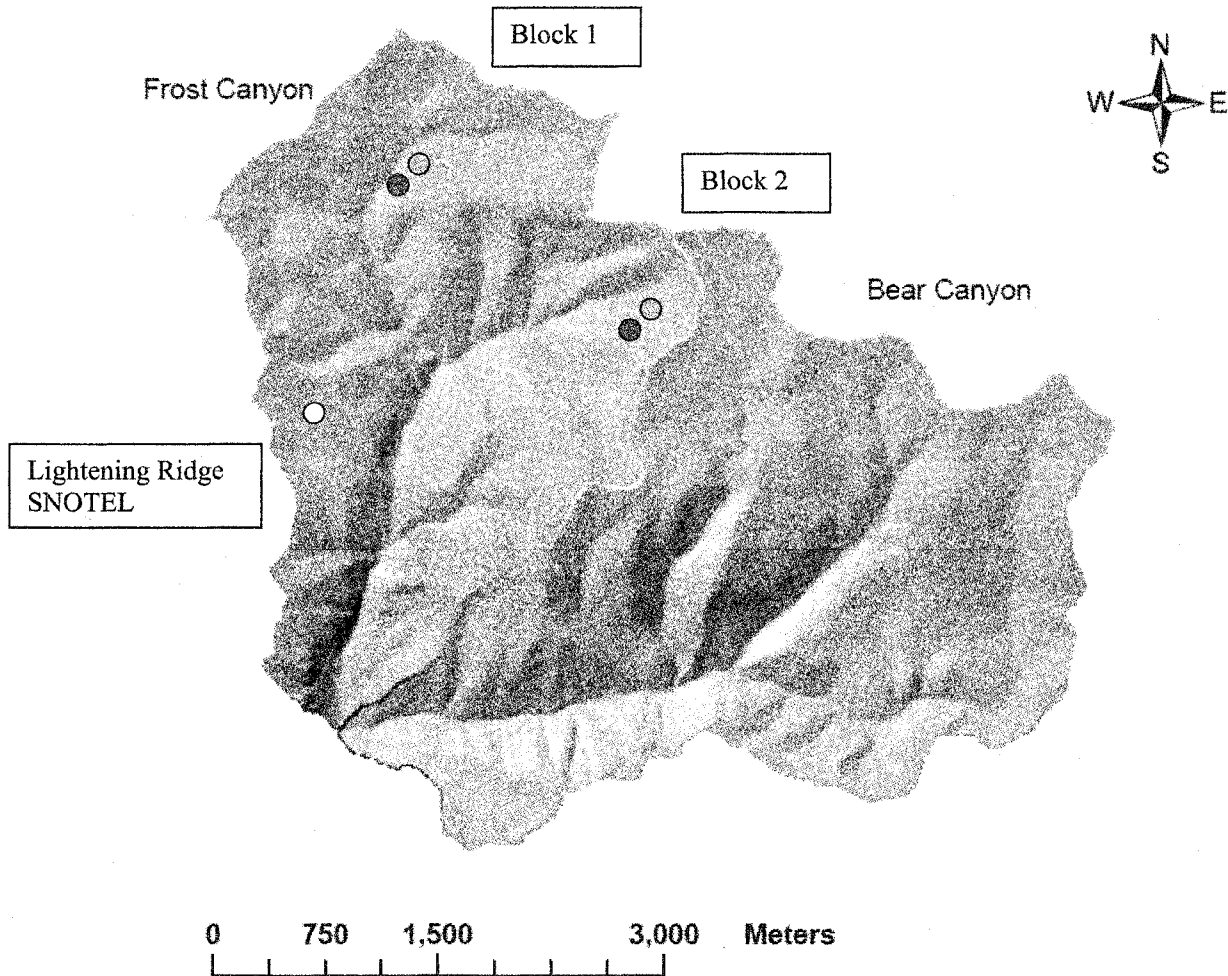 Block 1
Frost Canyon
N
W E
S
Block 2
Bear Canyon
Lightening Ridge
SNOTEL
0 750 1,500 3,000 Meters